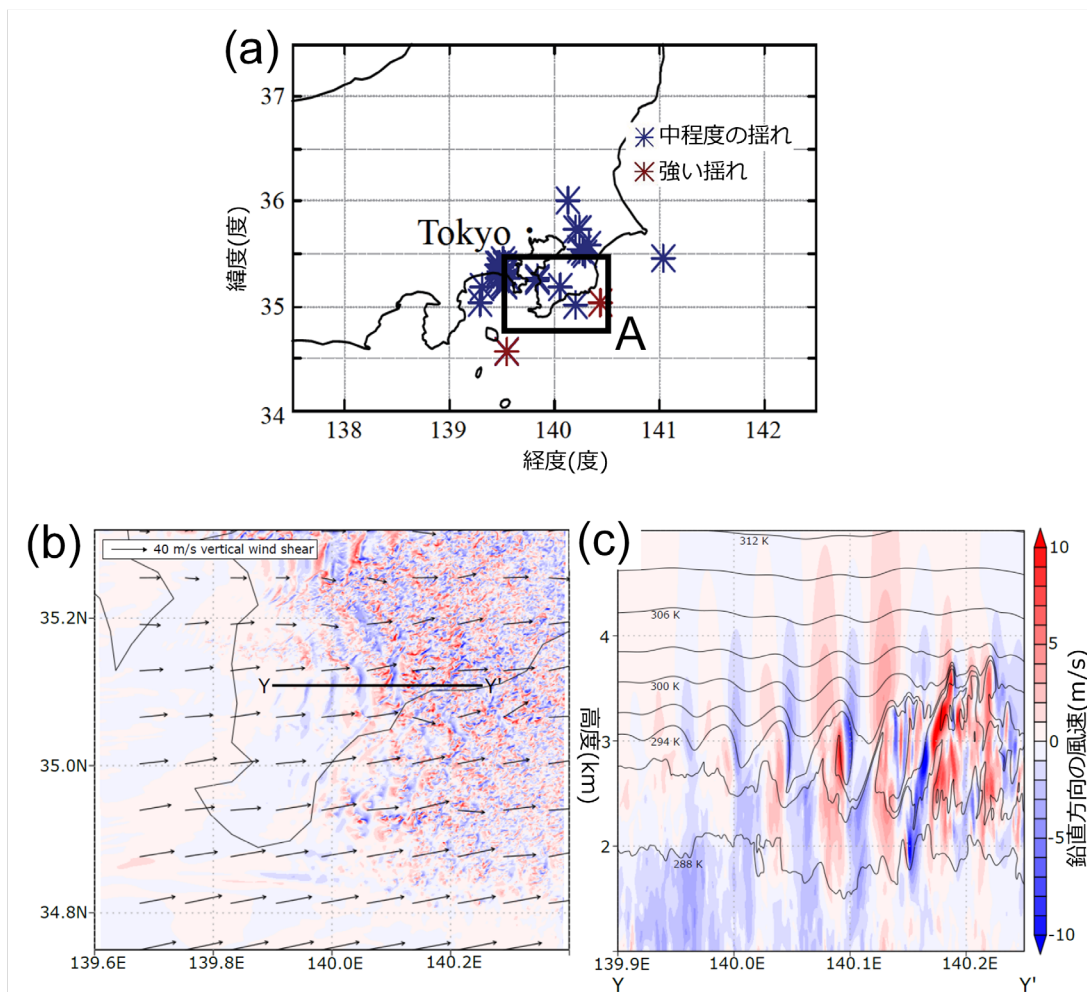 (a)
37
36
35
34
緯度(度)
中程度の揺れ
強い揺れ
Tokyo
A
138
139
140
141
142
経度(度)
(b)
40 m/s vertical wind shear
35.2N
35.0N
34.8N
Y
Y'
139.6E
139.8E
140.0E
140.2E
(c)
312 K
306 K
300 K
294 K
288 K
4
3
2
高度(km)
139.9E
140.0E
140.1E
140.2E
Y
Y'
10
5
0
-5
-10
鉛直方向の風速(m/s)